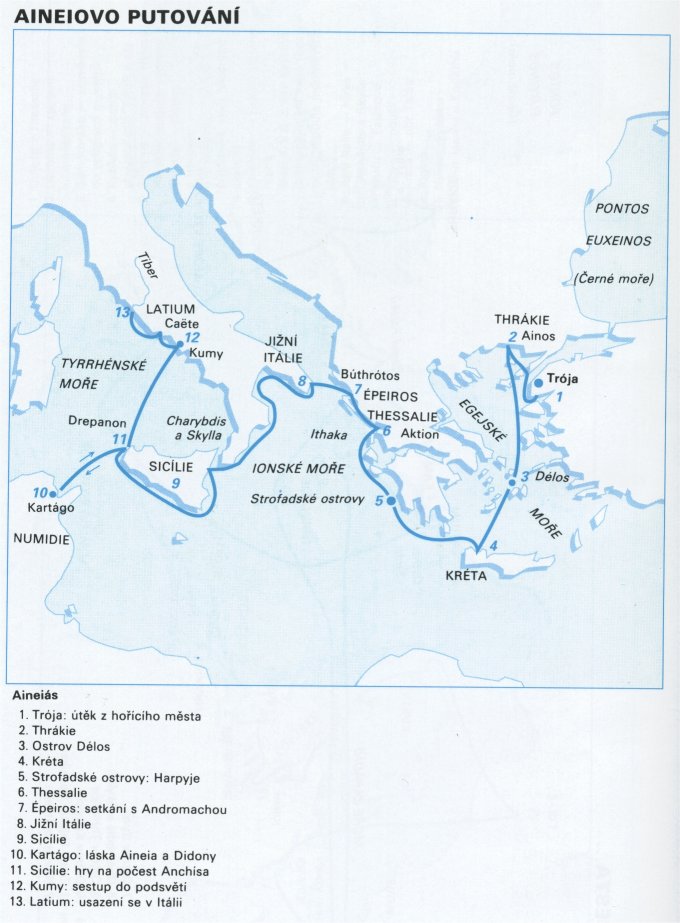 AINEIOVO PUTOVÁNÍ
PONTOS
EUXEINOS
(Černé moře)
Tiber
13
LATIUM
Caëte
12
Kumy
THRÁKIE
2 Ainos
JIŽNÍ
ITÁLIE
8
TYRRHÉNSKÉ
MOŘE
Búthrótos
7
ÉPEIROS
Trója
1
THESSALIE
6
Aktion
EGEJSKÉ
MOŘE
Drepanon
11
Charybdis
a Skylla
Ithaka
SICÍLIE
9
IONSKÉ MOŘE
3 Délos
10
Kartágo
Strofadské ostrovy
5
NUMIDIE
4
KRÉTA
Aineiás
1. Trója: útěk z hořícího města
2. Thrákie
3. Ostrov Délos
4. Kréta
5. Strofadské ostrovy: Harpyje
6. Thessalie
7. Épeiros: setkání s Andromachou
8. Jižní Itálie
9. Sicílie
10. Kartágo: láska Aineia a Didony
11. Sicílie: hry na počest Anchísa
12. Kumy: sestup do podsvětí
13. Latium: usazení se v Itálii